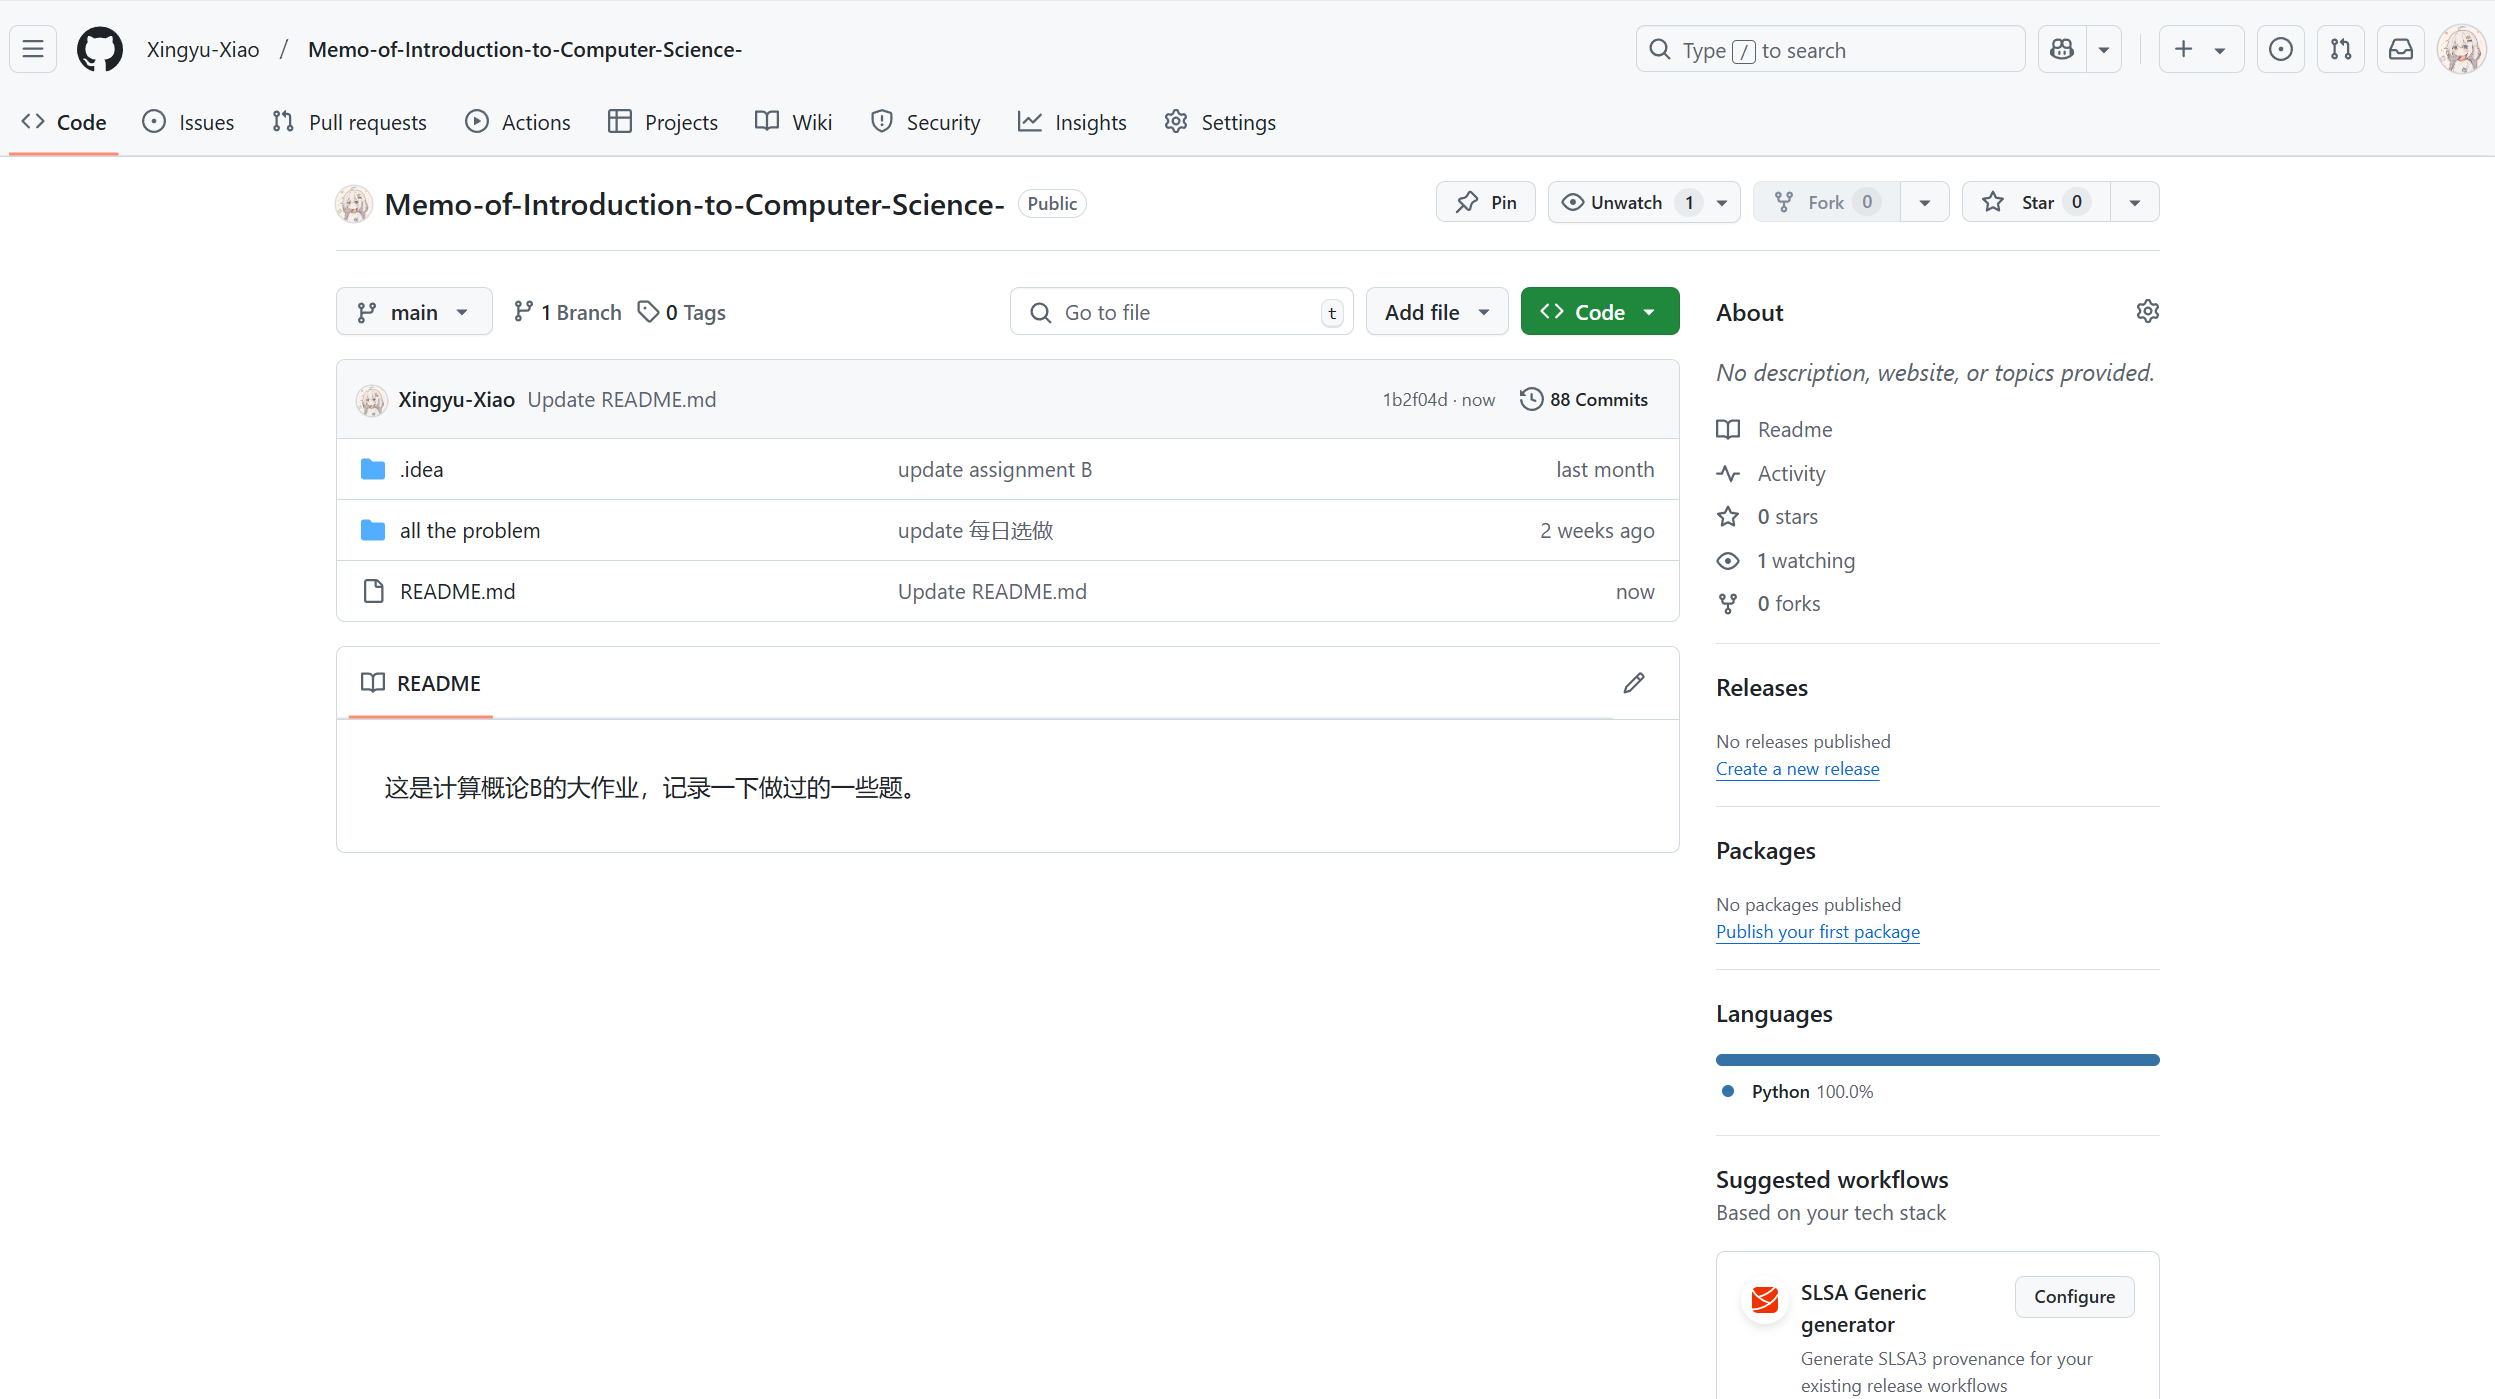 Xingyu-Xiao / Memo-of-Introduction-to-Computer-Science-
Type / to search
Code Issues Pull requests Actions Projects Wiki Security Insights Settings
Memo-of-Introduction-to-Computer-Science- Public
Pin Unwatch 1 Fork 0 Star 0
main 1 Branch 0 Tags Go to file t Add file Code
Xingyu-Xiao Update README.md 1b2f04d · now 88 Commits
.idea update assignment B last month
all the problem update 每日选做 2 weeks ago
README.md Update README.md now
README
这是计算概论B的大作业，记录一下做过的一些题。
About
No description, website, or topics provided.
Readme
Activity
0 stars
1 watching
0 forks
Releases
No releases published
Create a new release
Packages
No packages published
Publish your first package
Languages
Python 100.0%
Suggested workflows
Based on your tech stack
SLSA Generic
generator
Configure
Generate SLSA3 provenance for your
existing release workflows